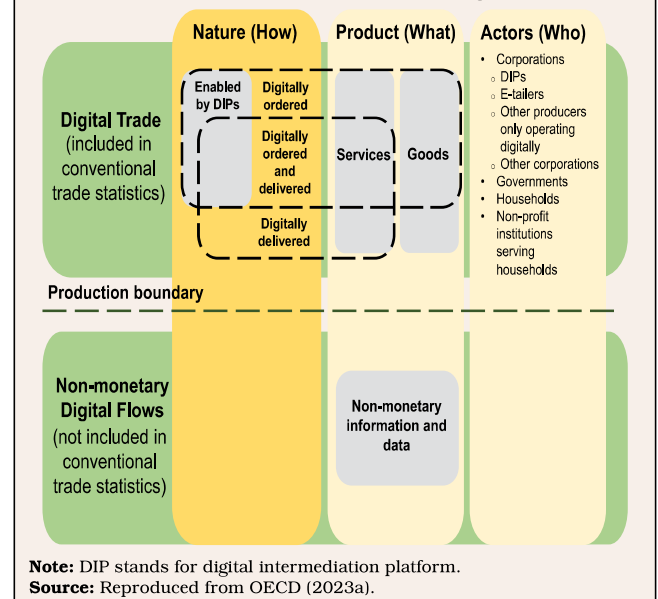 Nature (How)
Product (What)
Actors (Who)
Digital Trade
(included in
conventional
trade statistics)
Enabled
by DIPs
Digitally
ordered
Digitally
ordered
and
delivered
Digitally
delivered
Services
Goods
• Corporations
o DIPs
o E-tailers
o Other producers
only operating
digitally
o Other corporations
• Governments
• Households
• Non-profit
institutions
serving
households
Production boundary
Non-monetary
Digital Flows
(not included in
conventional
trade statistics)
Non-monetary
information and
data
Note: DIP stands for digital intermediation platform.
Source: Reproduced from OECD (2023a).